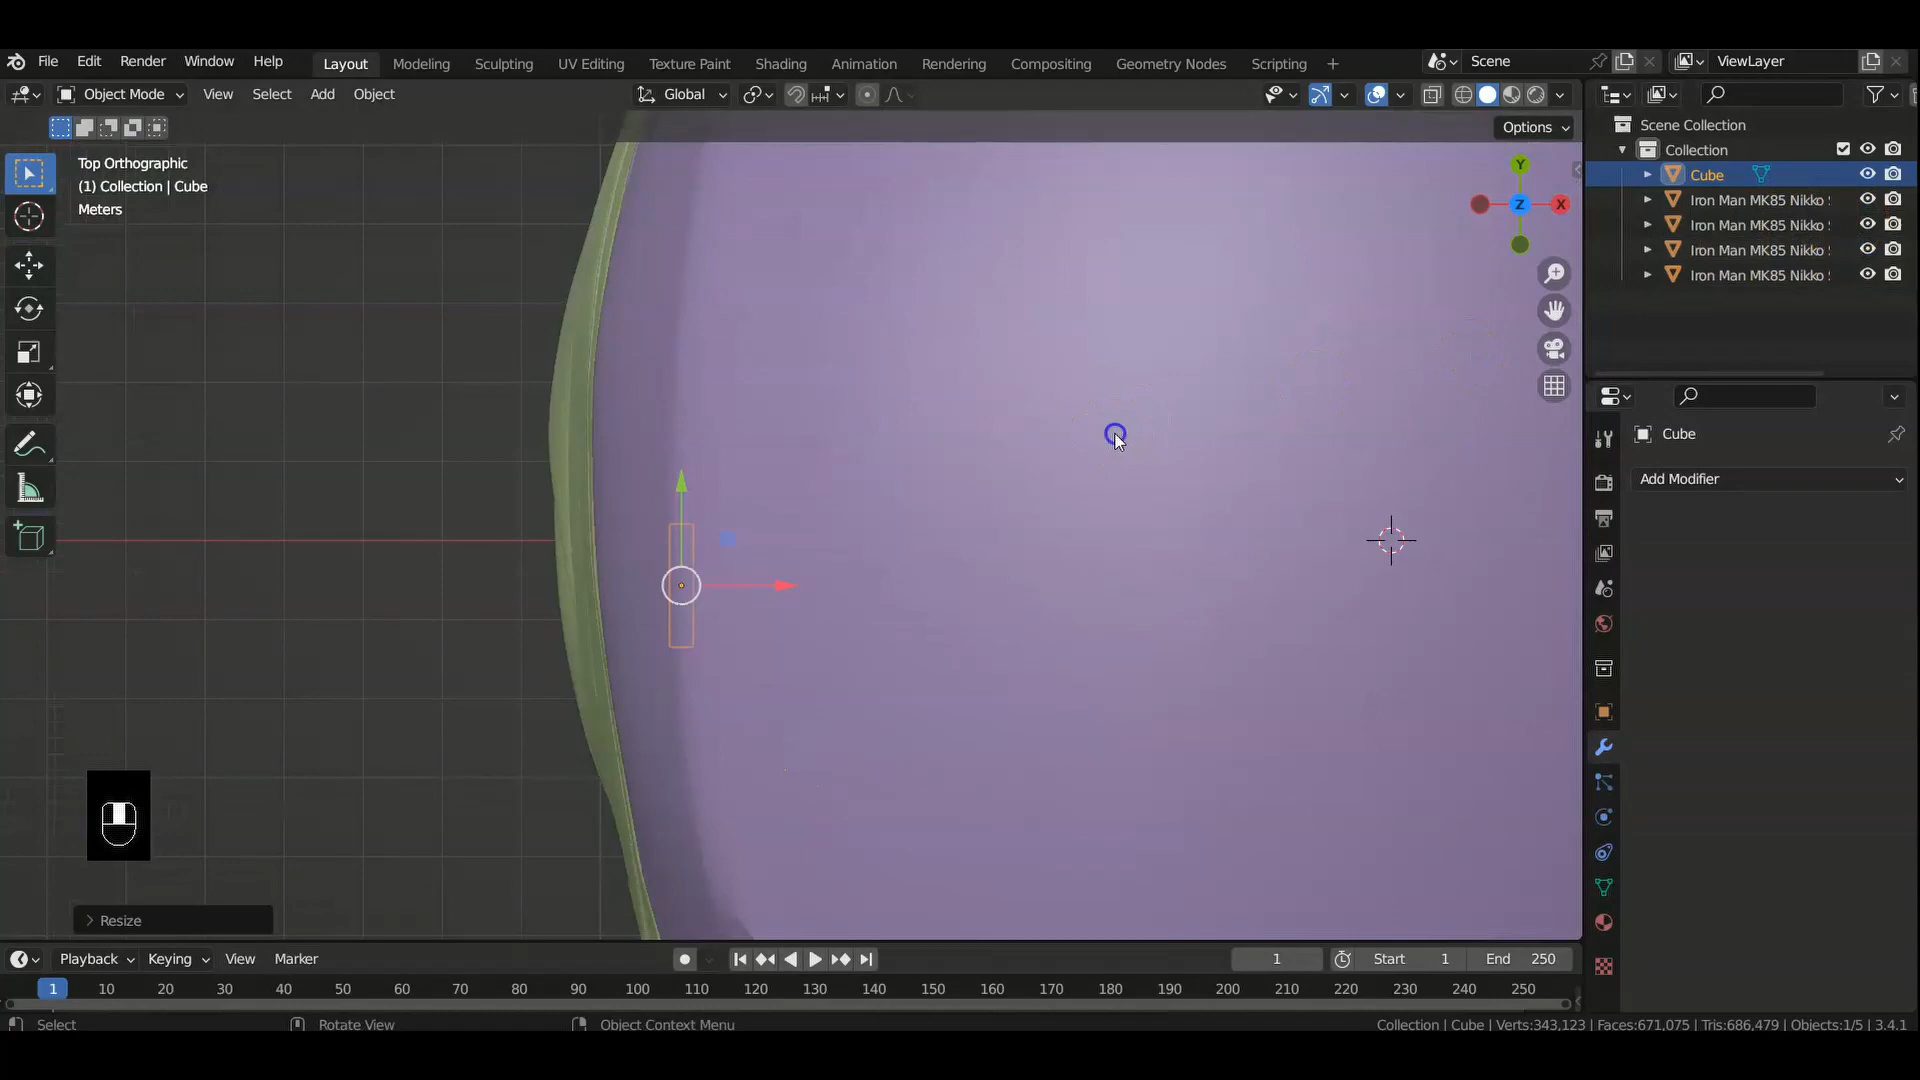 File Edit Render Window Help Layout Modeling Sculpting UV Editing Texture Paint Shading Animation Rendering Compositing Geometry Nodes Scripting + Scene ViewLayer
Object Mode View Select Add Object Global
Options
Top Orthographic
(1) Collection | Cube
Meters
Y
Z
X
Scene Collection
Collection
Cube
Iron Man MK85 Nikko
Iron Man MK85 Nikko
Iron Man MK85 Nikko
Iron Man MK85 Nikko
Cube
Add Modifier
Resize
Playback Keying View Marker 1 Start 1 End 250
1 10 20 30 40 50 60 70 80 90 100 110 120 130 140 150 160 170 180 190 200 210 220 230 240 250
Select Rotate View Object Context Menu Collection | Cube | Verts:343,123 | Faces:671,075 | Tris:686,479 | Objects:1/5 | 3.4.1